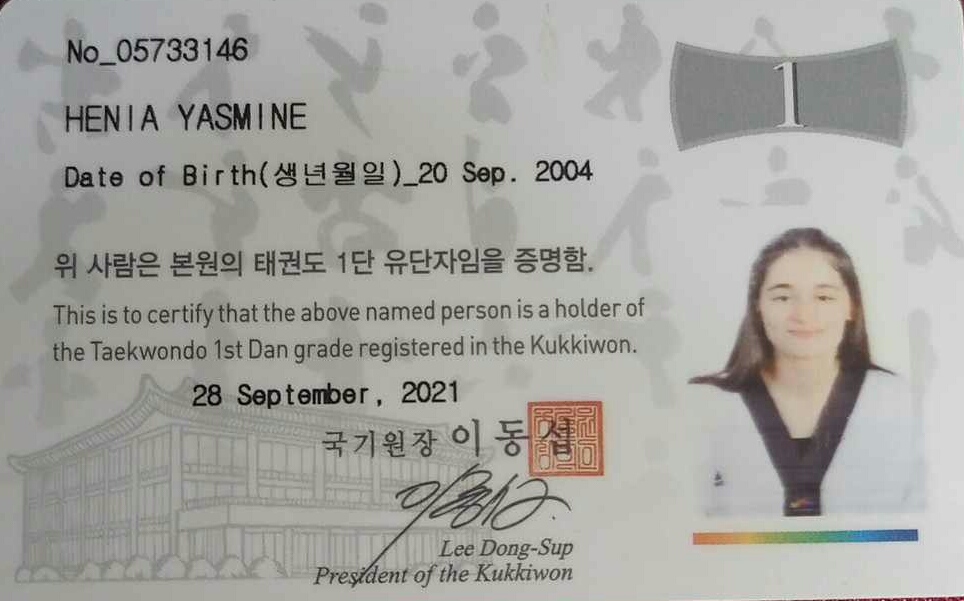 No_05733146
1
HENIA YASMINE
Date of Birth(생년월일)_20 Sep. 2004
위 사람은 본원의 태권도 1단 유단자임을 증명함.
This is to certify that the above named person is a holder of
the Taekwondo 1st Dan grade registered in the Kukkiwon.
28 September, 2021
국기원장 이동섭
Lee Dong-Sup
President of the Kukkiwon